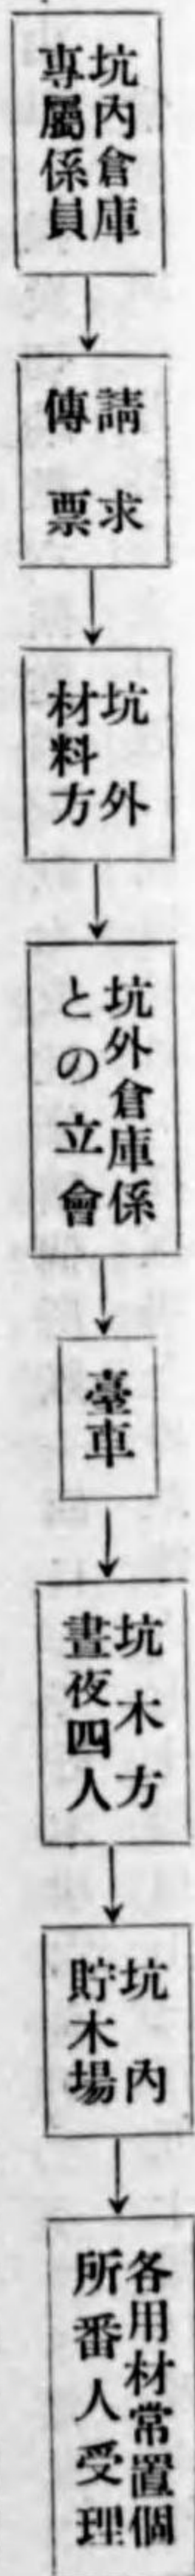 坑内倉庫
專屬係員
請求
傳票
坑外
材料方
坑外倉庫係
との立會
臺車
坑木方
晝夜四人
坑内
貯木場
各用材常置個
所番人受理